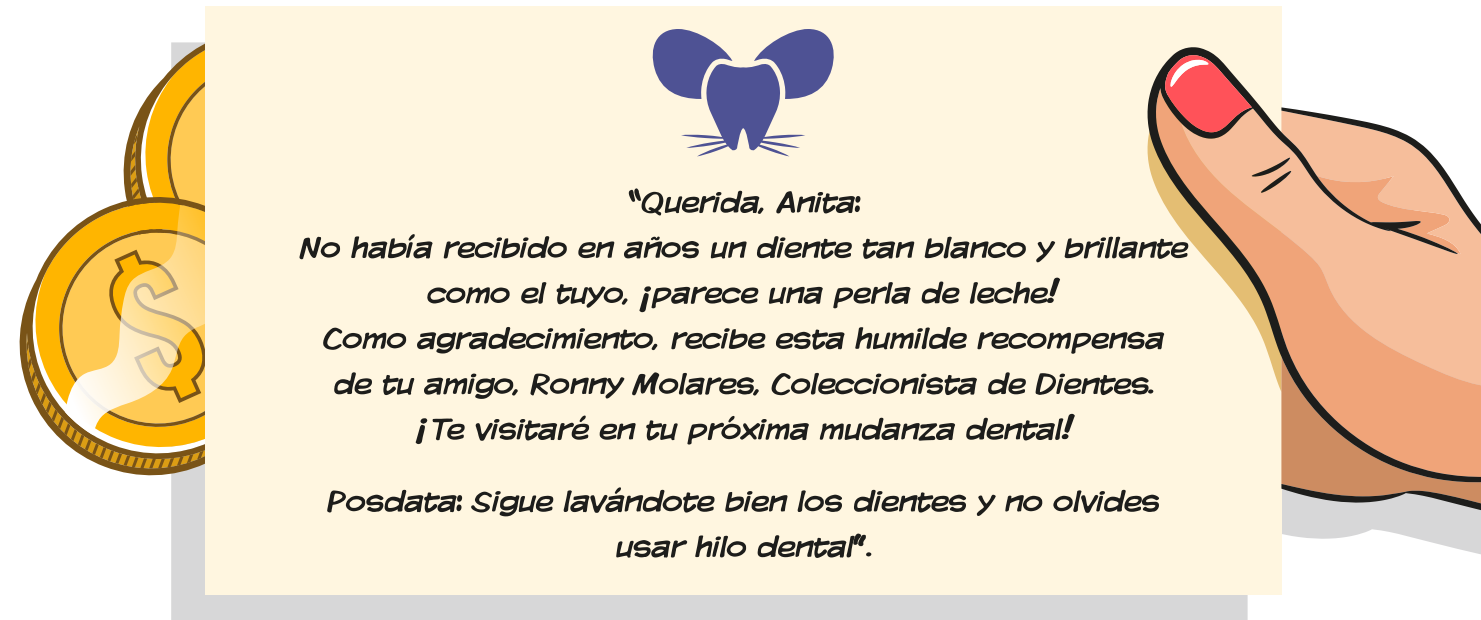 "Querida, Anita:
No había recibido en años un diente tan blanco y brillante
como el tuyo, ¡parece una perla de leche!
Como agradecimiento, recibe esta humilde recompensa
de tu amigo, Ronny Molares, Coleccionista de Dientes.
¡Te visitaré en tu próxima mudanza dental!
Posdata: Sigue lavándote bien los dientes y no olvides
usar hilo dental".
$